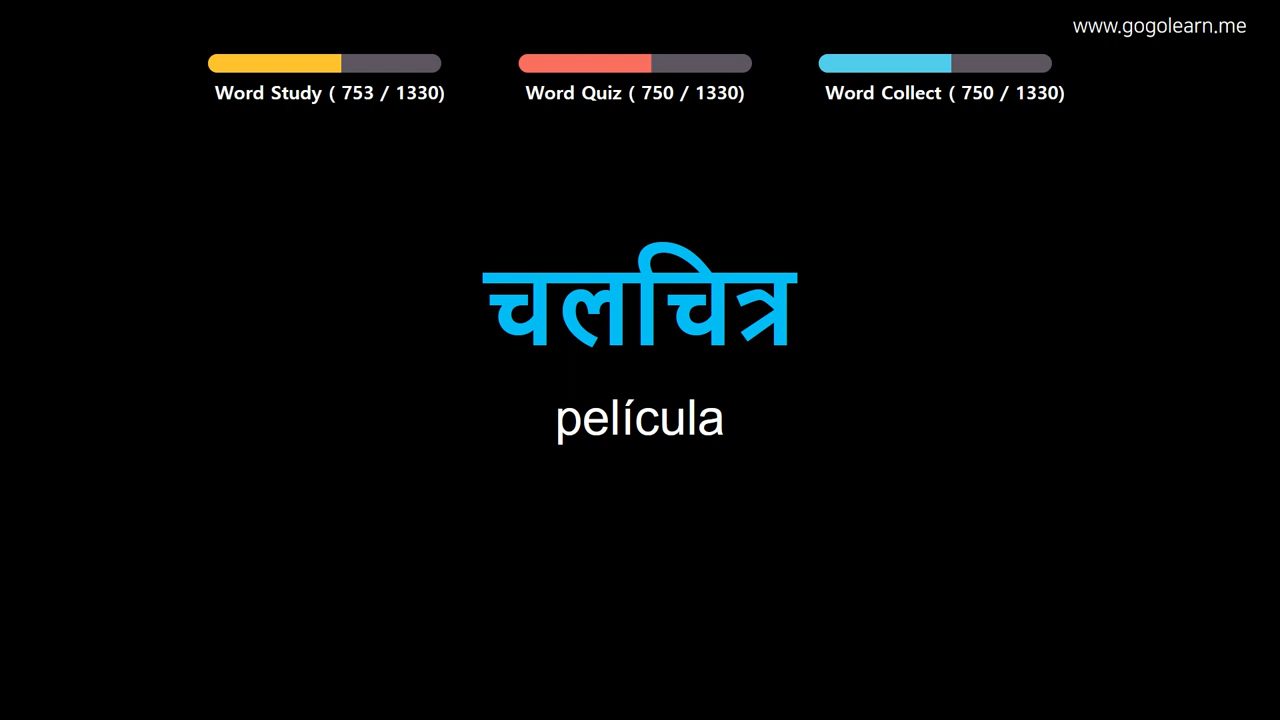 www.gogolearn.me
Word Study ( 753 / 1330)
Word Quiz ( 750 / 1330)
Word Collect ( 750 / 1330)
चलचित्र
película